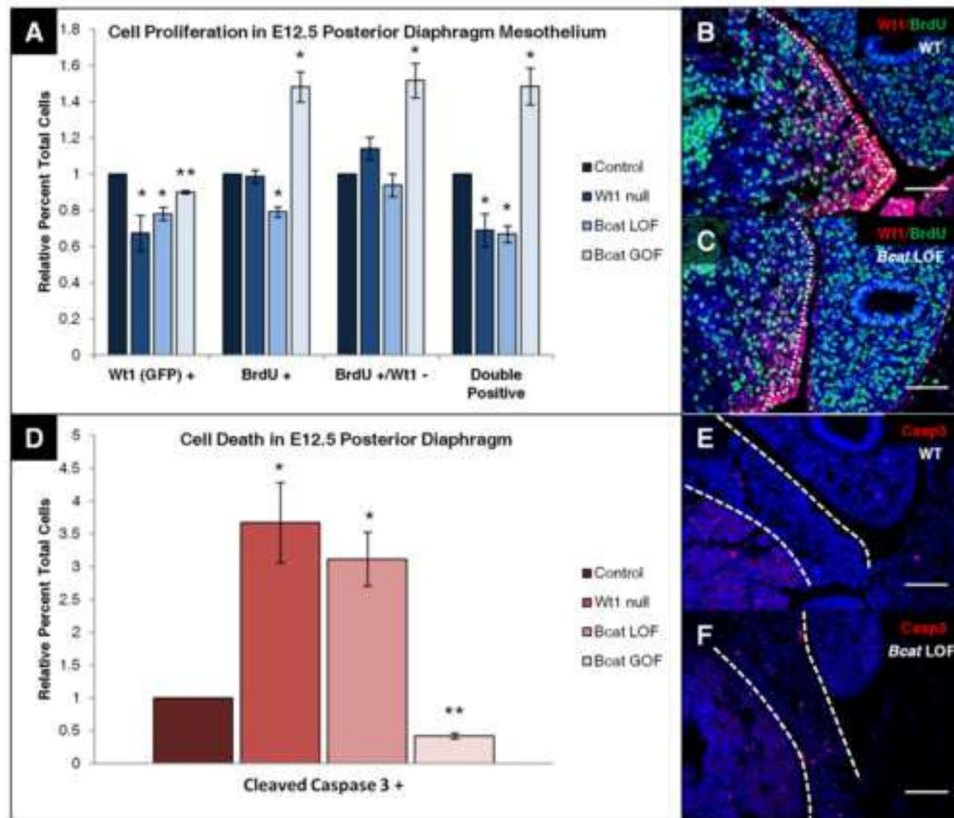 A
Cell Proliferation in E12.5 Posterior Diaphragm Mesothelium
Relative Percent Total Cells
1.8
1.6
1.4
1.2
1
0.8
0.6
0.4
0.2
0
* * ** * * * * * *
Control
Wt1 null
Bcat LOF
Bcat GOF
Wt1 (GFP) + BrdU + BrdU +/Wt1 - Double
Positive
B
Wt1/BrdU
WT
C
Wt1/BrdU
Bcat LOF
D
Cell Death in E12.5 Posterior Diaphragm
Relative Percent Total Cells
5
4.5
4
3.5
3
2.5
2
1.5
1
0.5
0
* * **
Control
Wt1 null
Bcat LOF
Bcat GOF
Cleaved Caspase 3 +
E
Casp3
WT
F
Casp3
Bcat LOF